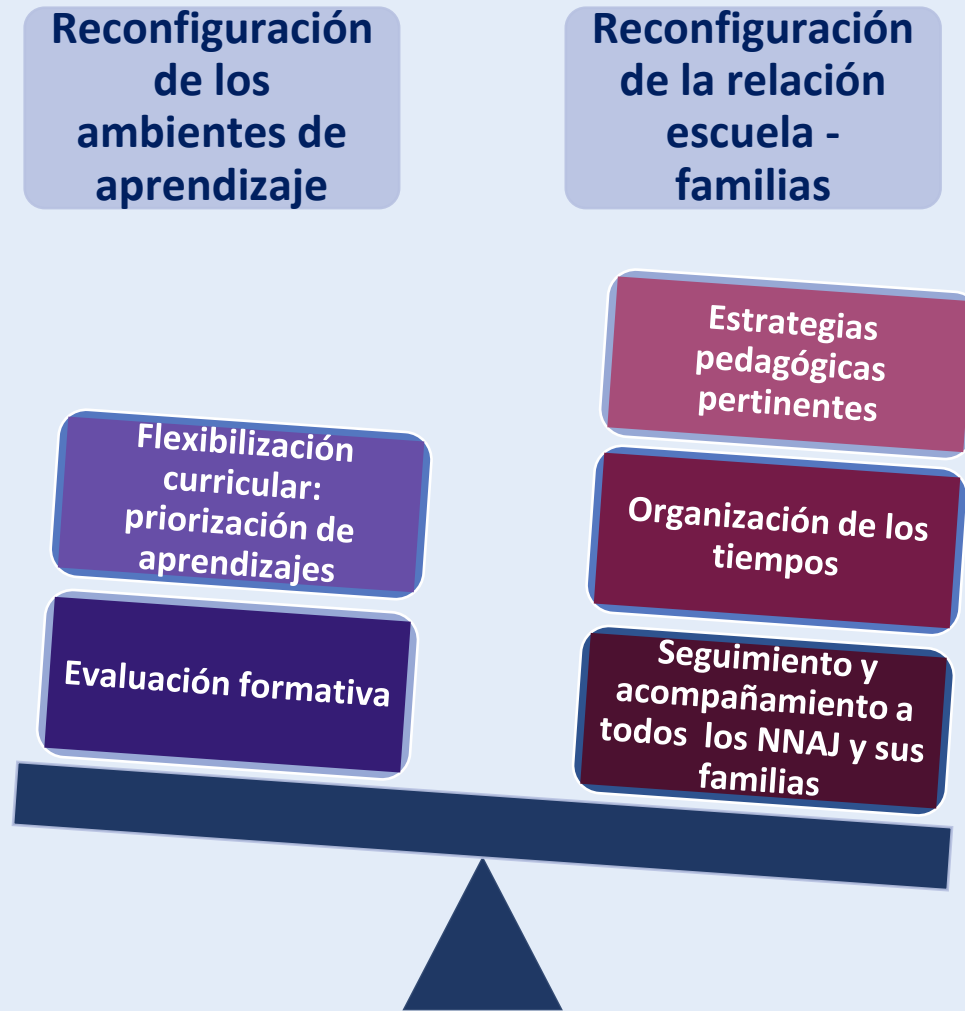 Reconfiguración
de los
ambientes de
aprendizaje
Reconfiguración
de la relación
escuela -
familias
Flexibilización
curricular:
priorización de
aprendizajes
Evaluación formativa
Estrategias
pedagógicas
pertinentes
Organización de los
tiempos
Seguimiento y
acompañamiento a
todos  los NNAJ y sus
familias